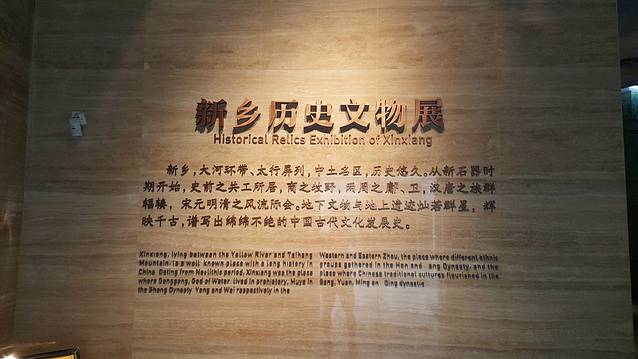 新乡历史文物展
Historical Relics Exhibition of Xinxiang
新乡,大河环带、太行屏列,中土名区,历史悠久。从新石器时
期开始,史前之共工所居,商之牧野,两周之鄘、卫,汉唐之族群
辐辏,宋元明清之风流际会。地下文物与地上遗迹灿若群星,辉
映千古,谱写出绵绵不绝的中国古代文化发展史。
Xinxiang, lying between the Yellow River and Taihang
Mountain, is a well known place with a long history in
China Dating from Neolithic period, Xinxiang was the place
where Gonggong, God of Water lived in prehistory, Muye in
the Shang Dynasty Yong and Wei respectively in the
Western and Eastern Zhou, the place where different ethnic
groups gathered in the Han and ang Dynasty, and the
place where Chinese traditional cultures flourished in the
Song, Yuan, Ming an Qing dynastie